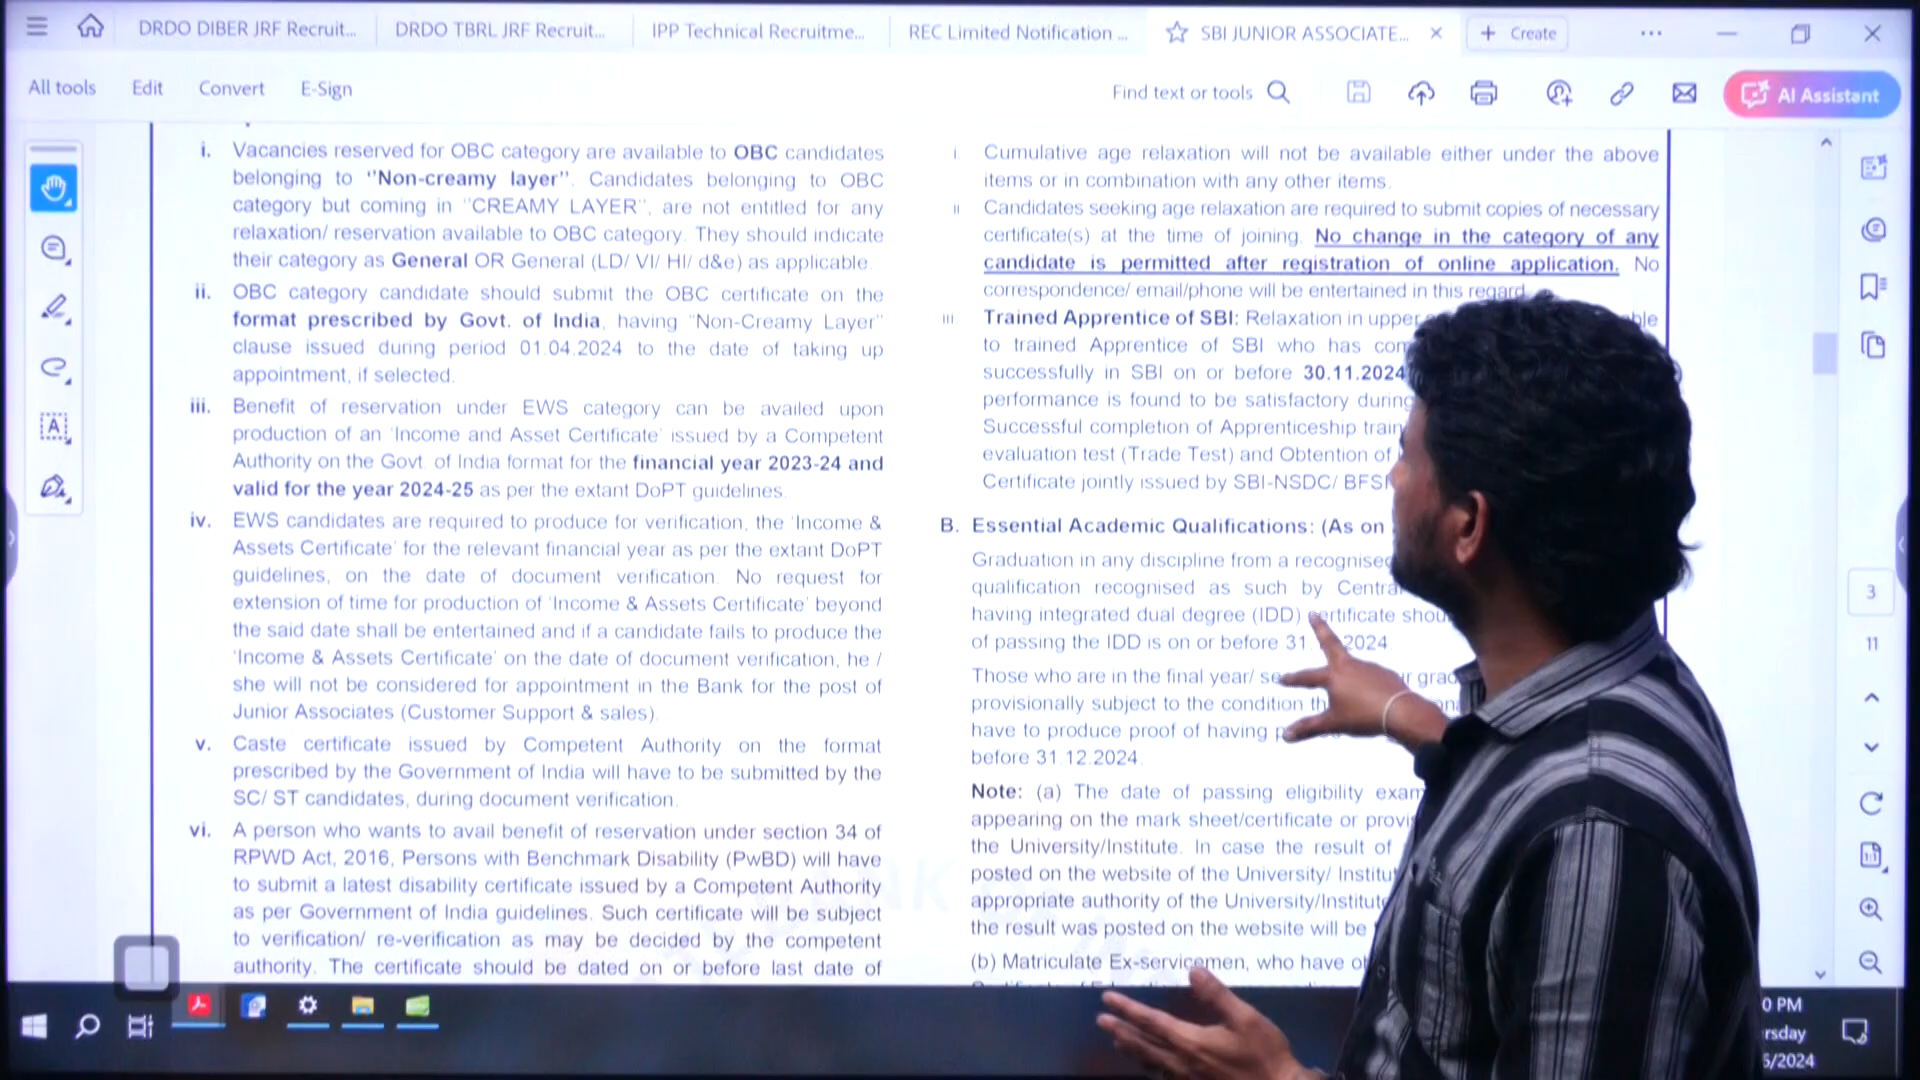 DRDO DIBER JRF Recruit...
DRDO TBRL JRF Recruit...
IPP Technical Recruitme...
REC Limited Notification ...
SBI JUNIOR ASSOCIATE...
Create
All tools
Edit
Convert
E-Sign
Find text or tools
AI Assistant
i. Vacancies reserved for OBC category are available to OBC candidates
belonging to ''Non-creamy layer''. Candidates belonging to OBC
category but coming in ''CREAMY LAYER'', are not entitled for any
relaxation/ reservation available to OBC category. They should indicate
their category as General OR General (LD/ VI/ HI/ d&e) as applicable.
ii. OBC category candidate should submit the OBC certificate on the
format prescribed by Govt. of India, having "Non-Creamy Layer"
clause issued during period 01.04.2024 to the date of taking up
appointment, if selected.
iii. Benefit of reservation under EWS category can be availed upon
production of an 'Income and Asset Certificate' issued by a Competent
Authority on the Govt. of India format for the financial year 2023-24 and
valid for the year 2024-25 as per the extant DoPT guidelines.
iv. EWS candidates are required to produce for verification, the 'Income &
Assets Certificate' for the relevant financial year as per the extant DoPT
guidelines, on the date of document verification. No request for
extension of time for production of 'Income & Assets Certificate' beyond
the said date shall be entertained and if a candidate fails to produce the
'Income & Assets Certificate' on the date of document verification, he /
she will not be considered for appointment in the Bank for the post of
Junior Associates (Customer Support & sales).
v. Caste certificate issued by Competent Authority on the format
prescribed by the Government of India will have to be submitted by the
SC/ ST candidates, during document verification.
vi. A person who wants to avail benefit of reservation under section 34 of
RPWD Act, 2016, Persons with Benchmark Disability (PwBD) will have
to submit a latest disability certificate issued by a Competent Authority
as per Government of India guidelines. Such certificate will be subject
to verification/ re-verification as may be decided by the competent
authority. The certificate should be dated on or before last date of
i Cumulative age relaxation will not be available either under the above
items or in combination with any other items.
ii Candidates seeking age relaxation are required to submit copies of necessary
certificate(s) at the time of joining. No change in the category of any
candidate is permitted after registration of online application. No
correspondence/ email/phone will be entertained in this regard.
iii Trained Apprentice of SBI: Relaxation in upper
to trained Apprentice of SBI who has
successfully in SBI on or before 30.11.2024
performance is found to be satisfactory during
Successful completion of Apprenticeship
evaluation test (Trade Test) and Obtention of
Certificate jointly issued by SBI-NSDC/
B. Essential Academic Qualifications: (As on
Graduation in any discipline from a
qualification recognised as such by
having integrated dual degree (IDD) certificate
of passing the IDD is on or before 31 2024.
Those who are in the final year/
provisionally subject to the condition
have to produce proof of having
before 31.12.2024.
Note: (a) The date of passing eligibility
appearing on the mark sheet/certificate or
the University/Institute. In case the result of
posted on the website of the University/
appropriate authority of the University/Institute
the result was posted on the website will be
(b) Matriculate Ex-servicemen, who have
3
11
0 PM
rsday
5/2024